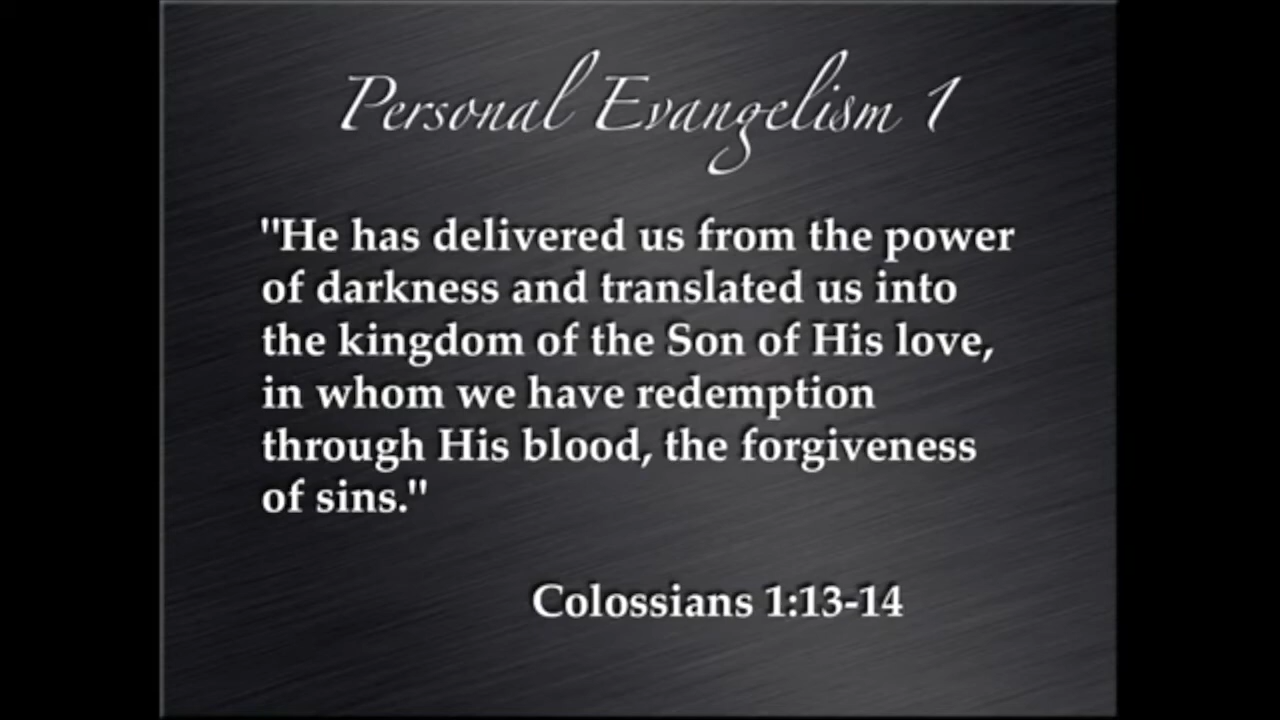 Personal Evangelism 1
"He has delivered us from the power
of darkness and translated us into
the kingdom of the Son of His love,
in whom we have redemption
through His blood, the forgiveness
of sins."
Colossians 1:13-14